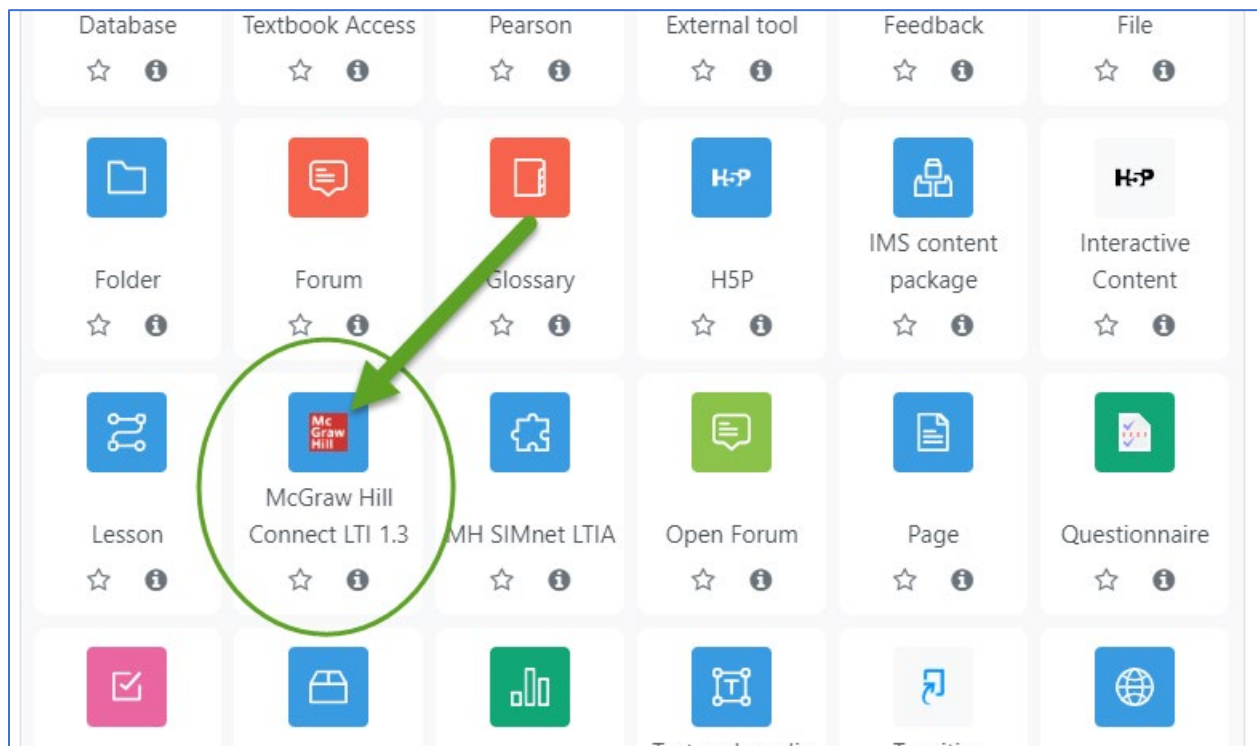 Database
Textbook Access
Pearson
External tool
Feedback
File
H5P
H5P
Folder
Forum
Glossary
H5P
IMS content
package
Interactive
Content
Mc
Graw
Hill
Lesson
McGraw Hill
Connect LTI 1.3
MH SIMnet LTIA
Open Forum
Page
Questionnaire
T